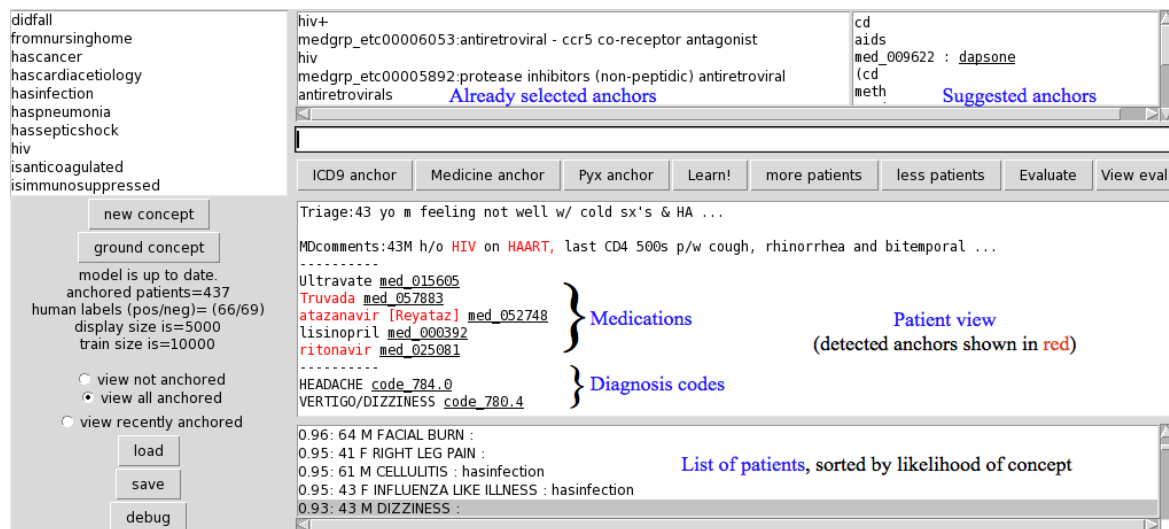 didfall
fromnursinghome
hascancer
hascardiacetiology
hasinfection
haspneumonia
hassepticshock
hiv
isanticoagulated
isimmunosuppressed
new concept
ground concept
model is up to date.
anchored patients=437
human labels (pos/neg)= (66/69)
display size is=5000
train size is=10000
view not anchored
view all anchored
view recently anchored
load
save
debug
hiv+
medgrp_etc00006053:antiretroviral - ccr5 co-receptor antagonist
hiv
medgrp_etc00005892:protease inhibitors (non-peptidic) antiretroviral
antiretrovirals
Already selected anchors
cd
aids
med_009622 : dapsone
(cd
meth
Suggested anchors
ICD9 anchor Medicine anchor Pyx anchor Learn! more patients less patients Evaluate View eval
Triage:43 yo m feeling not well w/ cold sx's & HA ...
MDcomments:43M h/o HIV on HAART, last CD4 500s p/w cough, rhinorrhea and bitemporal ...
----------
Ultravate med_015605
Truvada med_057883
atazanavir [Reyataz] med_052748
lisinopril med_000392
ritonavir med_025081
Medications
Patient view
(detected anchors shown in red)
----------
HEADACHE code_784.0
VERTIGO/DIZZINESS code_780.4
Diagnosis codes
0.96: 64 M FACIAL BURN :
0.95: 41 F RIGHT LEG PAIN :
0.95: 61 M CELLULITIS : hasinfection
0.95: 43 F INFLUENZA LIKE ILLNESS : hasinfection
0.93: 43 M DIZZINESS :
List of patients, sorted by likelihood of concept